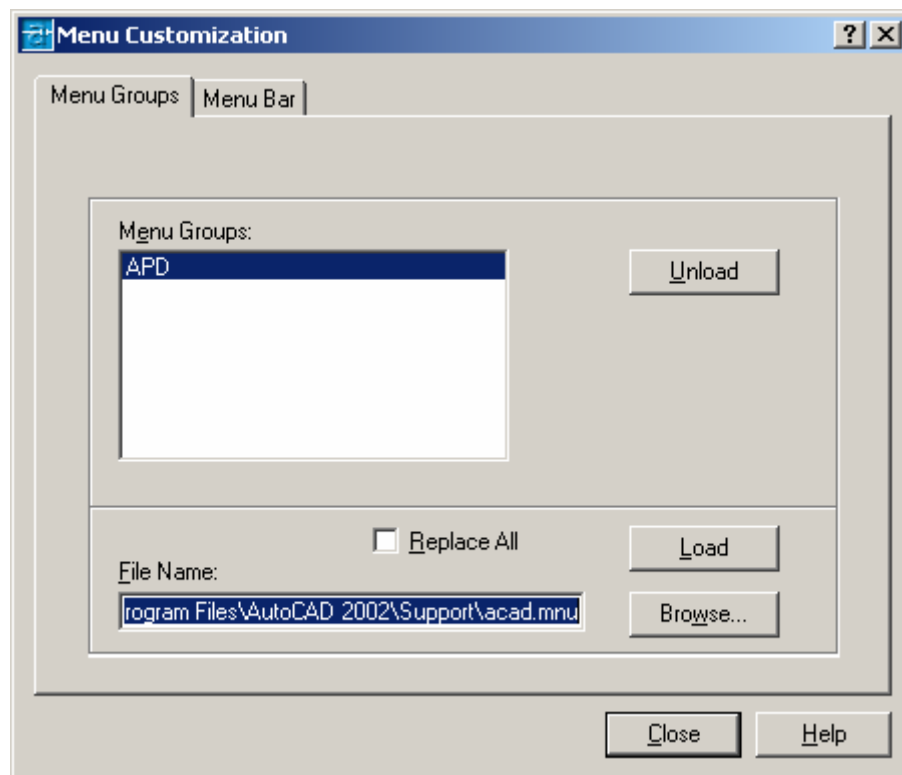 Menu Customization
Menu Groups Menu Bar
Menu Groups:
APD
Unload
Replace All
Load
File Name:
rogram Files\AutoCAD 2002\Support\acad.mnu
Browse...
Close Help